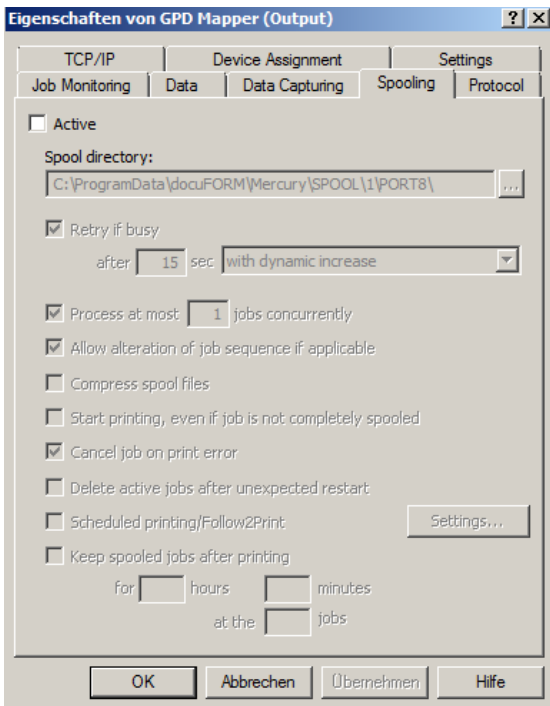 Eigenschaften von GPD Mapper (Output)
TCP/IP Device Assignment Settings
Job Monitoring Data Data Capturing Spooling Protocol
Active
Spool directory:
C:\ProgramData\docuFORM\Mercury\SPOOL\1\PORT8\ ...
Retry if busy
after 15 sec with dynamic increase
Process at most 1 jobs concurrently
Allow alteration of job sequence if applicable
Compress spool files
Start printing, even if job is not completely spooled
Cancel job on print error
Delete active jobs after unexpected restart
Scheduled printing/Follow2Print Settings...
Keep spooled jobs after printing
for hours minutes
at the jobs
OK Abbrechen Übernehmen Hilfe